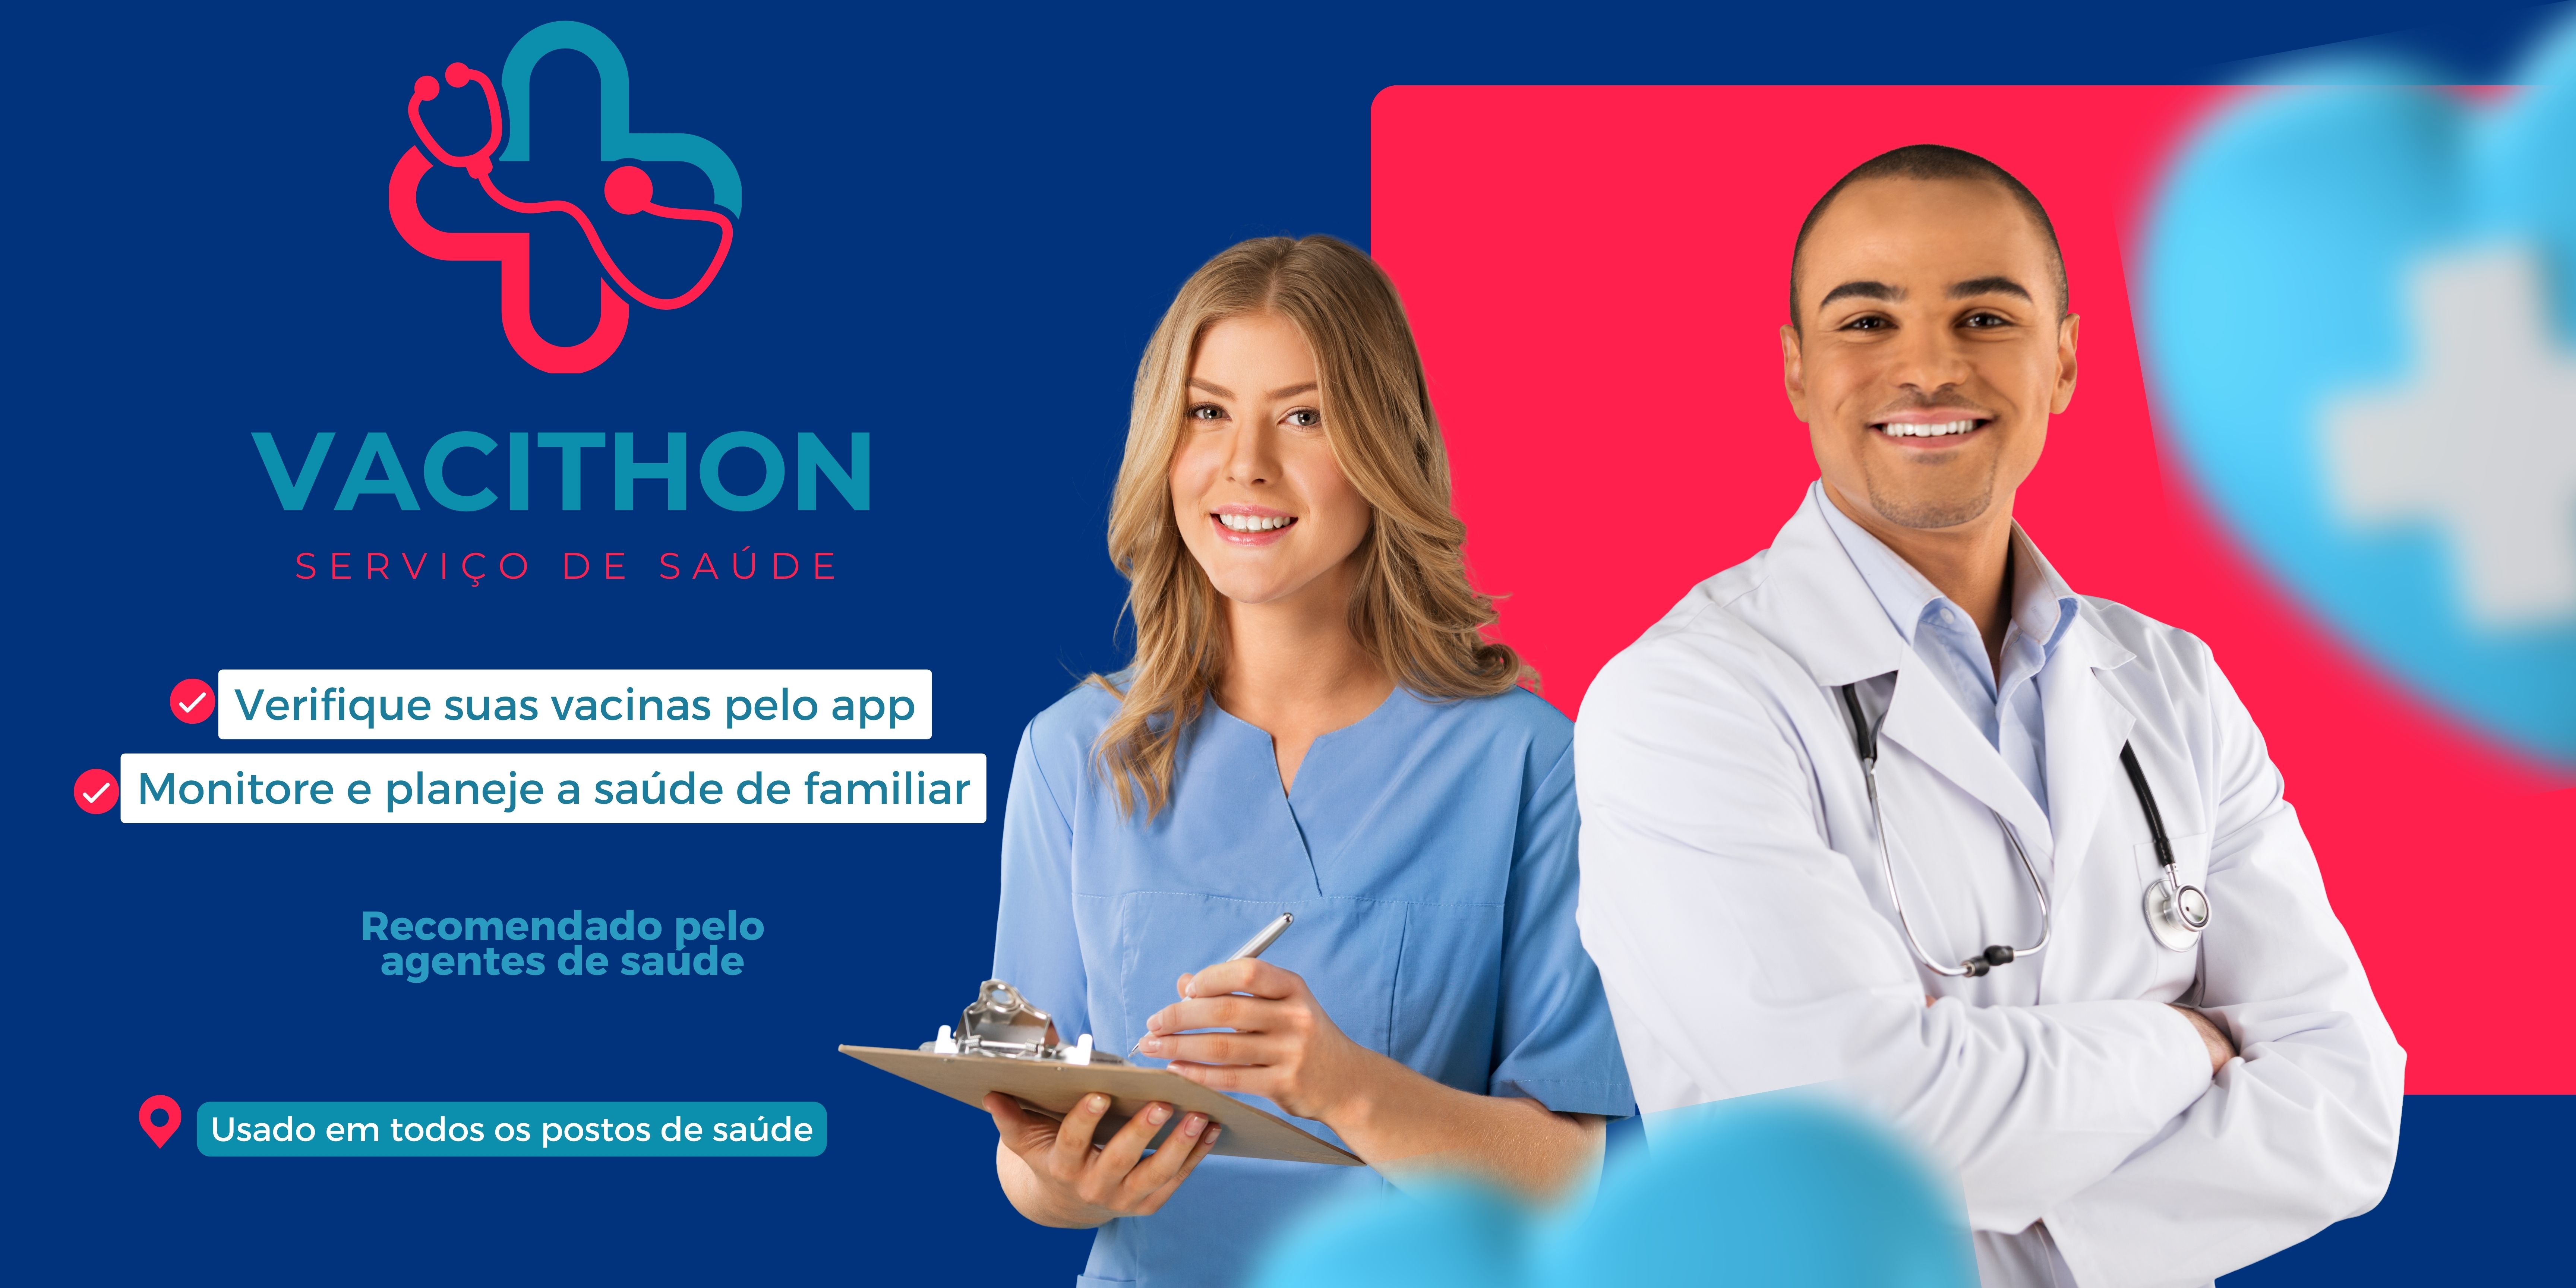 VACITHON
SERVIÇO DE SAÚDE
Verifique suas vacinas pelo app
Monitore e planeje a saúde de familiar
Recomendado pelo
agentes de saúde
Usado em todos os postos de saúde